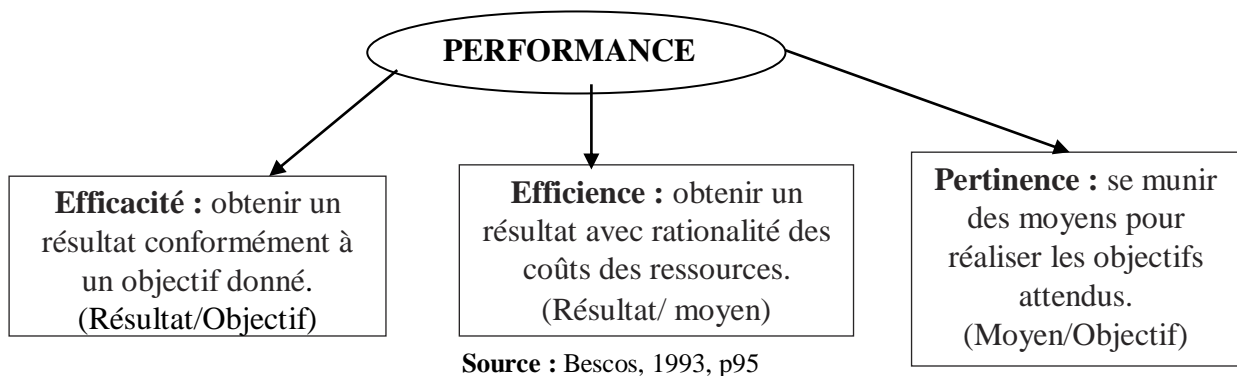 PERFORMANCE
Efficacité : obtenir un
résultat conformément à
un objectif donné.
(Résultat/Objectif)
Efficience : obtenir un
résultat avec rationalité des
coûts des ressources.
(Résultat/ moyen)
Pertinence : se munir
des moyens pour
réaliser les objectifs
attendus.
(Moyen/Objectif)
Source : Bescos, 1993, p95